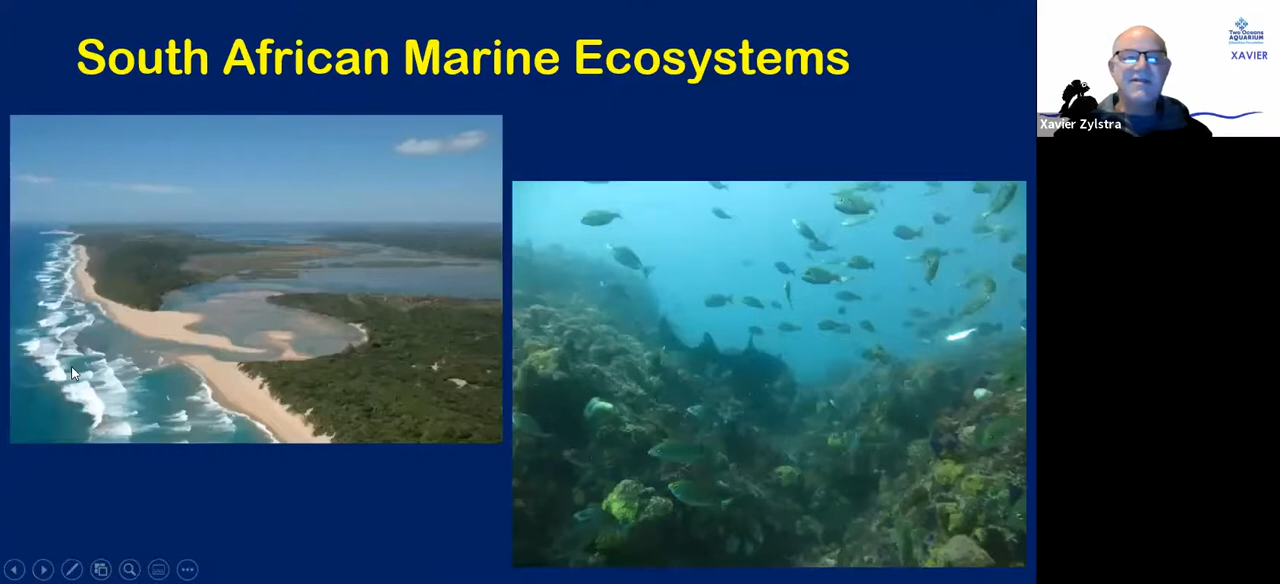 South African Marine Ecosystems
Two Oceans
AQUARIUM
XAVIER
Xavier Zylstra